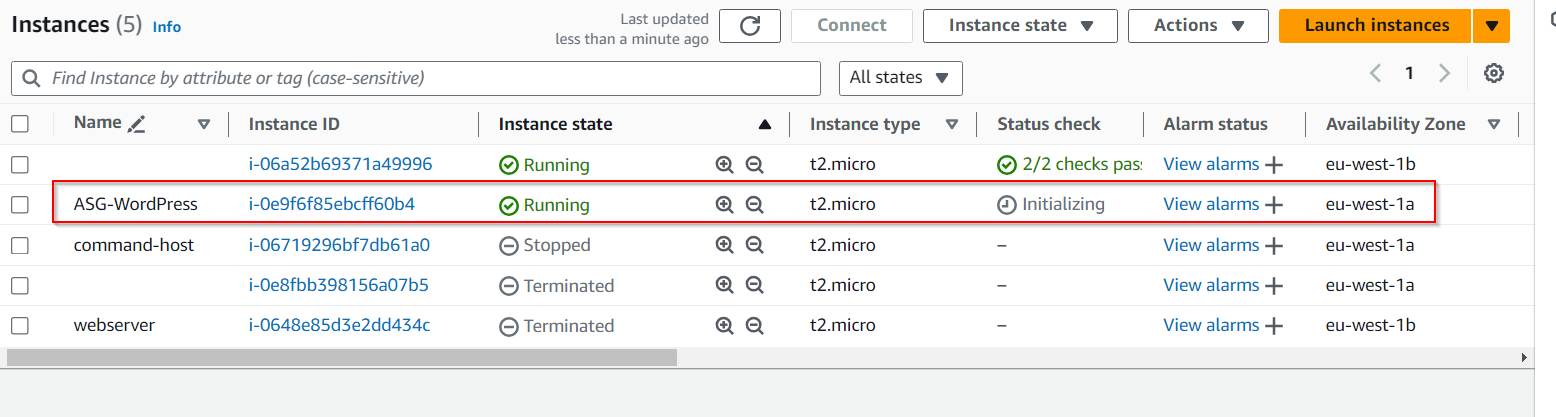 Instances (5) Info
Last updated
less than a minute ago
Connect
Instance state
Actions
Launch instances
Find Instance by attribute or tag (case-sensitive)
All states
1
Name Instance ID Instance state Instance type Status check Alarm status Availability Zone
i-06a52b69371a49996 Running t2.micro 2/2 checks pas View alarms + eu-west-1b
ASG-WordPress i-0e9f6f85ebcff60b4 Running t2.micro Initializing View alarms + eu-west-1a
command-host i-06719296bf7db61a0 Stopped t2.micro – View alarms + eu-west-1a
i-0e8fbb398156a07b5 Terminated t2.micro – View alarms + eu-west-1a
webserver i-0648e85d3e2dd434c Terminated t2.micro – View alarms + eu-west-1b